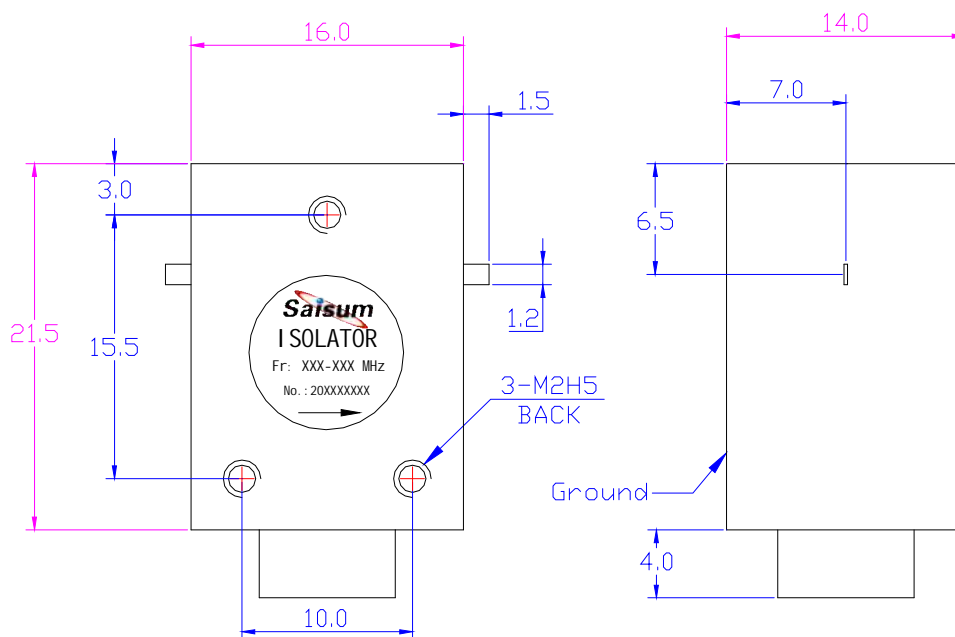 16.0
14.0
7.0
1.5
3.0
6.5
21.5
15.5
1.2
Saisum
ISOLATOR
Fr: XXX-XXX MHz
No.:20XXXXXXX
3-M2H5
BACK
Ground
4.0
10.0